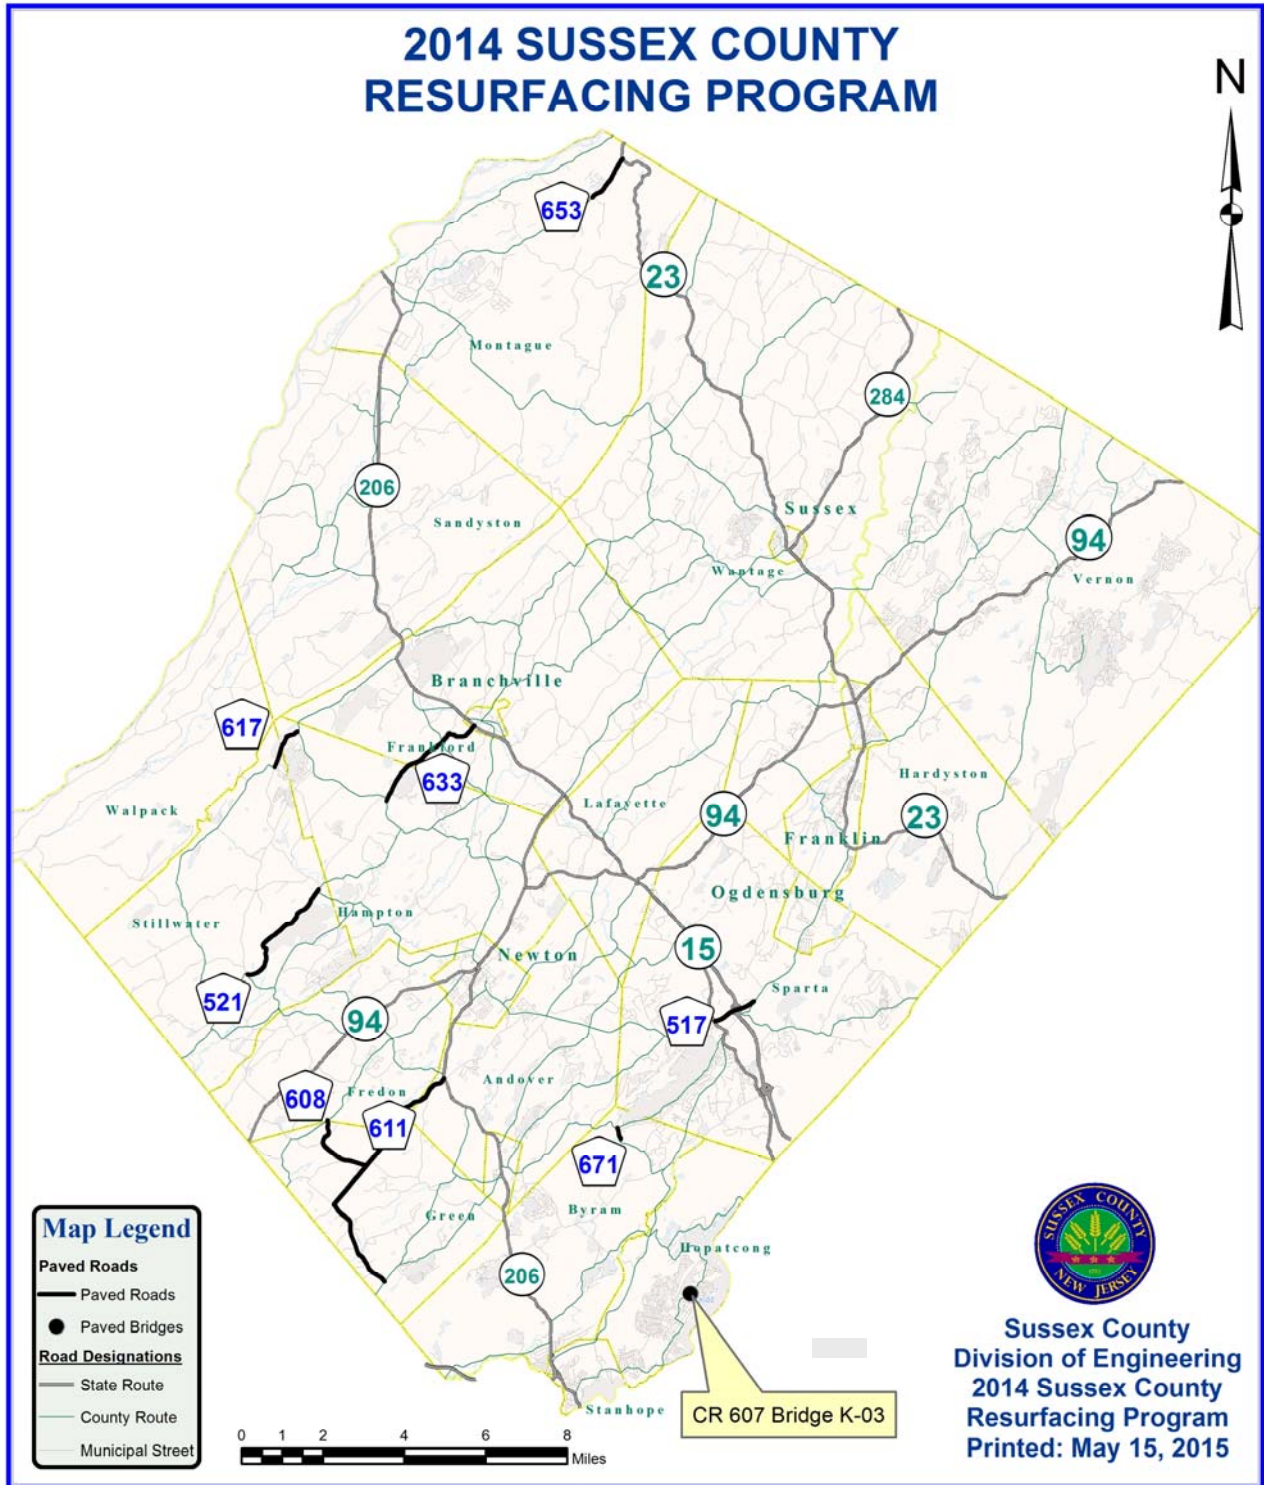 2014 SUSSEX COUNTY
RESURFACING PROGRAM
N
653
23
Montague
284
206
Sandyston
Sussex
94
Wantage
Vernon
Branchville
617
Frankford
633
Hardyston
Walpack
Lafayette
94
23
Franklin
Ogdensburg
Stillwater
Hampton
Newton
15
Sparta
521
94
517
Andover
608
Fredon
611
671
Byram
Green
Hopatcong
206
Stanhope
CR 607 Bridge K-03
Map Legend
Paved Roads
Paved Roads
Paved Bridges
Road Designations
State Route
County Route
Municipal Street
0 1 2 4 6 8
Miles
SUSSEX COUNTY
NEW JERSEY
Sussex County
Division of Engineering
2014 Sussex County
Resurfacing Program
Printed: May 15, 2015